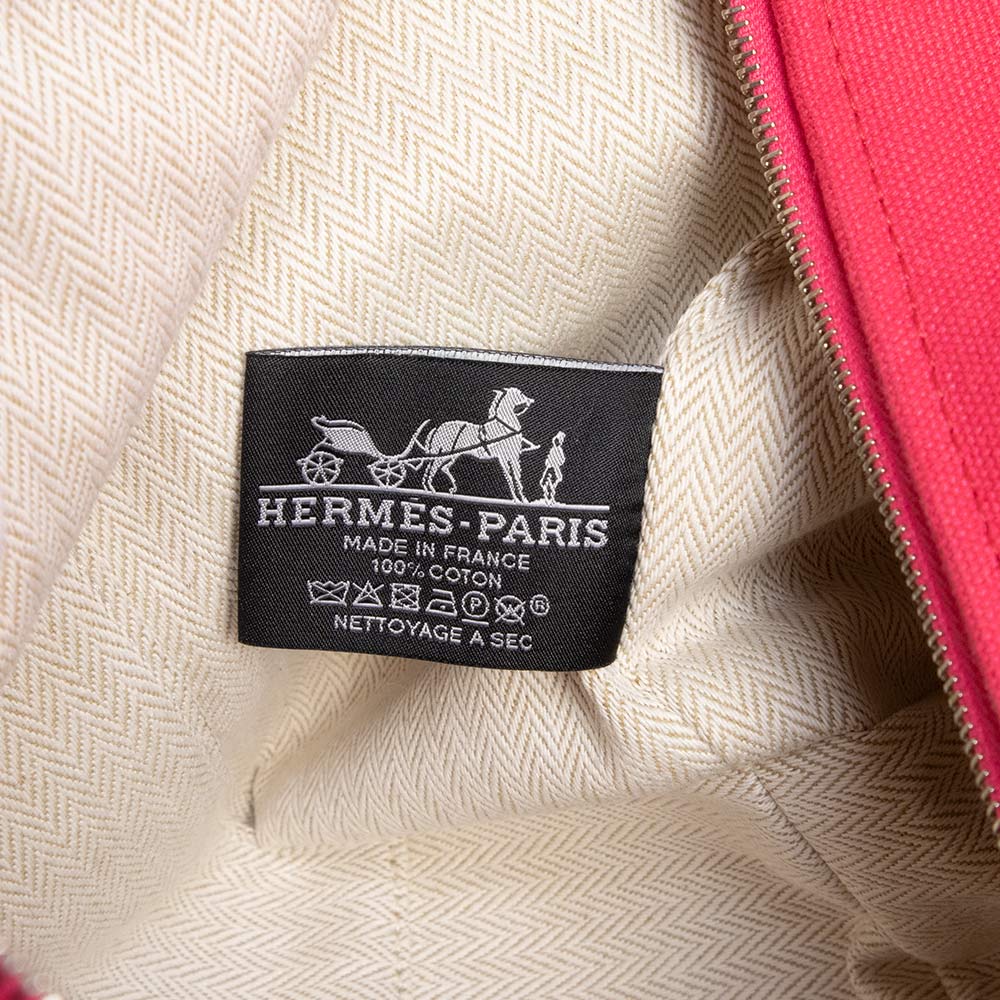 HERMÈS-PARIS
MADE IN FRANCE
100% COTON
P ®
NETTOYAGE A SEC